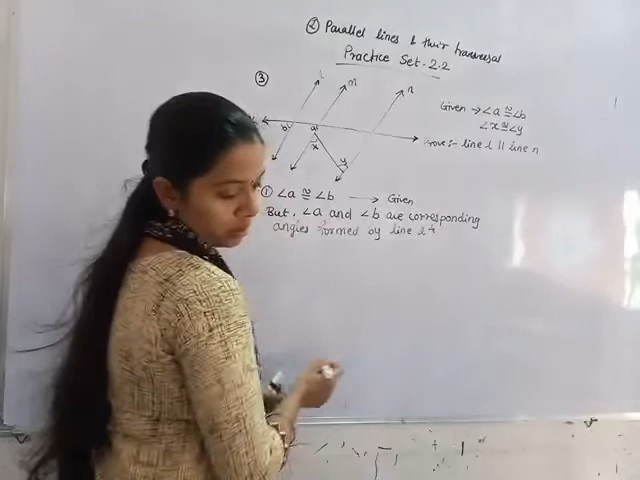 ② Parallel lines & their transversal
Practice Set-2.2
③
l
m
n
b
a
x
y
Given → ∠a ≅ ∠b
∠x ≅ ∠y
Prove :- line l || line n
① ∠a ≅ ∠b → Given
But, ∠a and ∠b are corresponding
angles formed by line l &